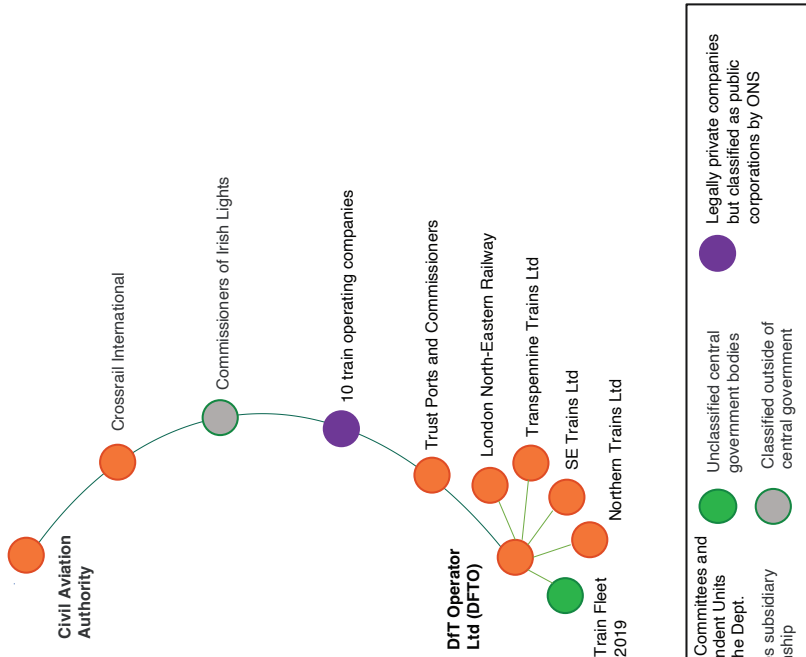 Civil Aviation
Authority
Crossrail International
Commissioners of Irish Lights
10 train operating companies
Trust Ports and Commissioners
DfT Operator
Ltd (DFTO)
London North-Eastern Railway
Transpennine Trains Ltd
SE Trains Ltd
Northern Trains Ltd
Train Fleet
2019
Committees and
ndent Units
he Dept.
s subsidiary
nship
Unclassified central
government bodies
Classified outside of
central government
Legally private companies
but classified as public
corporations by ONS